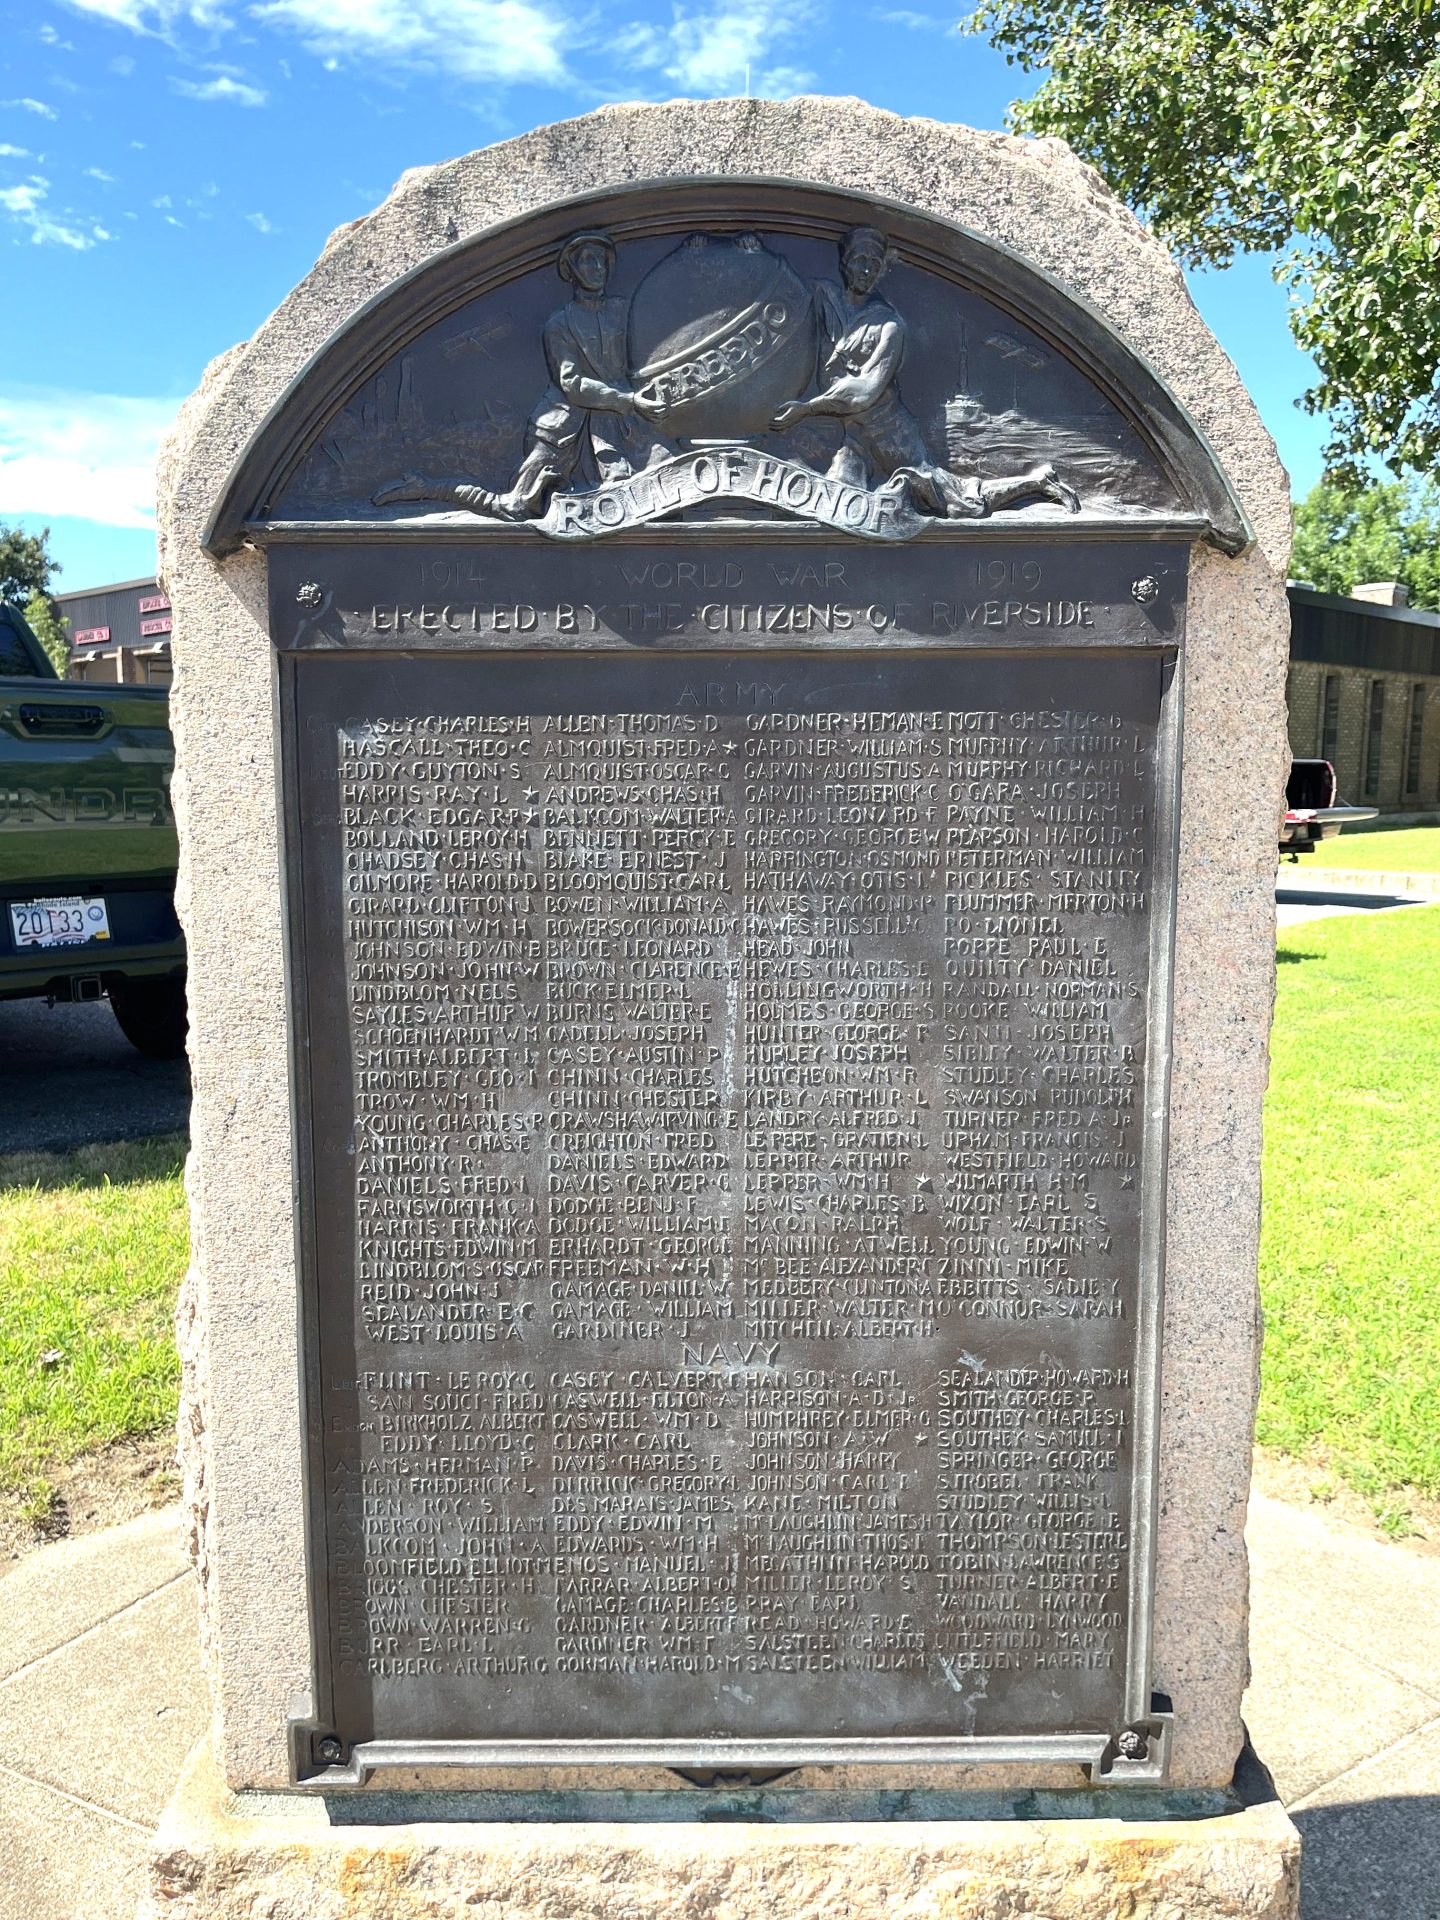 FREEDOM
ROLL OF HONOR
1914 WORLD WAR 1919
· ERECTED · BY · THE · CITIZENS · OF · RIVERSIDE ·
ARMY
CASEY · CHARLES · H ALLEN · THOMAS · D GARDNER · HEMAN · E MOTT · CHESTER · B
HASCALL · THEO · C ALMQUIST · FRED · A ★ GARDNER · WILLIAM · S MURPHY · ARTHUR · L
EDDY · GUYTON · S ALMQUIST · OSCAR · C GARVIN · AUGUSTUS · A MURPHY · RICHARD · L
HARRIS · RAY · L ★ ANDREWS · CHAS · H GARVIN · FREDERICK · C O'GARA · JOSEPH
BLACK · EDGAR · P ★ BALKCOM · WALTER · A GIRARD · LEONARD · F PAYNE · WILLIAM · H
BOLLAND · LEROY · H BENNETT · PERCY · E GREGORY · GEORGE · W PEARSON · HAROLD · C
CHADSEY · CHAS · H BLAKE · ERNEST · J HARRINGTON · OSMOND PETERMAN · WILLIAM
GILMORE · HAROLD · D BLOOMQUIST · CARL HATHAWAY · OTIS · L PICKLES · STANLEY
GIRARD · CLIFTON · J BOWEN · WILLIAM · A HAWES · RAYMOND · P PLUMMER · MERTON · H
HUTCHISON · WM · H BOWERSOCK · DONALD · C HAWES · RUSSELL · C PO · LIONEL
JOHNSON · EDWIN · E BRUCE · LEONARD HEAD · JOHN POPPE · PAUL · E
JOHNSON · JOHN · W BROWN · CLARENCE · E HEWES · CHARLES · E QUILTY · DANIEL
LINDBLOM · NELS BUCK · ELMER · L HOLLINGWORTH · H RANDALL · NORMAN · S
SAYLES · ARTHUR · W BURNS · WALTER · E HOLMES · GEORGE · S ROOKE · WILLIAM
SCHOENHARDT · WM CADELL · JOSEPH HUNTER · GEORGE · F SANTI · JOSEPH
SMITH · ALBERT · L CASEY · AUSTIN · P HURLEY · JOSEPH SIBLEY · WALTER · R
TROMBLEY · GEO · I CHINN · CHARLES HUTCHEON · WM · R STUDLEY · CHARLES
TROW · WM · H CHINN · CHESTER KIRBY · ARTHUR · L SWANSON · RUDOLPH
YOUNG · CHARLES · R CRAWSHAW · IRVING · E LANDRY · ALFRED · J TURNER · FRED · A · JR
ANTHONY · CHAS · E CREIGHTON · FRED LE PERE · GRATIEN · L UPHAM · FRANCIS · J
ANTHONY · R DANIELS · EDWARD LEPPER · ARTHUR WESTFIELD · HOWARD
DANIELS · FRED · I DAVIS · CARVER · G LEPPER · WM · H ★ WILMARTH · H · M ★
FARNSWORTH · C · I DODGE · BENJ · F LEWIS · CHARLES · B WIXON · EARL · S
HARRIS · FRANK · A DODGE · WILLIAM · E MACON · RALPH WOLF · WALTER · S
KNIGHTS · EDWIN · M ERHARDT · GEORGE MANNING · ATWELL YOUNG · EDWIN · W
LINDBLOM · S · OSCAR FREEMAN · W · H McBEE · ALEXANDER · C ZINNI · MIKE
REID · JOHN · J GAMAGE · DANIEL · W MEDBERY · CLINTON · A EBBITTS · SADIE · Y
SEALANDER · E · C GAMAGE · WILLIAM MILLER · WALTER · M O'CONNOR · SARAH
WEST · LOUIS · A GARDINER · J MITCHELL · ALBERT · H
NAVY
FLINT · LE ROY · C CASEY · CALVERT · E HANSON · CARL SEALANDER · HOWARD · H
SAN SOUCI · FRED CASWELL · ELTON · A HARRISON · A · D · JR SMITH · GEORGE · P
BIRKHOLZ · ALBERT CASWELL · WM · D HUMPHREY · ELMER · G SOUTHEY · CHARLES · L
EDDY · LLOYD · C CLARK · CARL JOHNSON · A · W ★ SOUTHEY · SAMUEL · I
ADAMS · HERMAN · P DAVIS · CHARLES · E JOHNSON · HARRY SPRINGER · GEORGE
ALLEN · FREDERICK · L DERRICK · GREGORY · L JOHNSON · CARL · R STROBEL · FRANK
ALLEN · ROY · S DES MARAIS · JAMES KANE · MILTON STUDLEY · WILLIS · L
ANDERSON · WILLIAM EDDY · EDWIN · M McLAUGHLIN · JAMES · H TAYLOR · GEORGE · E
BALKCOM · JOHN · A EDWARDS · WM · H McLAUGHLIN · THOS · F THOMPSON · LESTER · E
BLOOMFIELD · ELLIOT · M ENOS · MANUEL · J MEGATHLIN · HAROLD TOBIN · LAWRENCE · S
BRIGGS · CHESTER · H FARRAR · ALBERT · O MILLER · LEROY · S TURNER · ALBERT · E
BROWN · CHESTER GAMAGE · CHARLES · B PRAY · EARL VANDALL · HARRY
BROWN · WARREN · G GARDNER · ALBERT · F READ · HOWARD · E WOODWARD · LYNWOOD
BURR · EARL · L GARDINER · WM · F SALSTEEN · CHARLES LITTLEFIELD · MARY
CARLBERG · ARTHUR · G GORMAN · HAROLD · M SALSTEEN · WILLIAM WEEDEN · HARRIET
20133